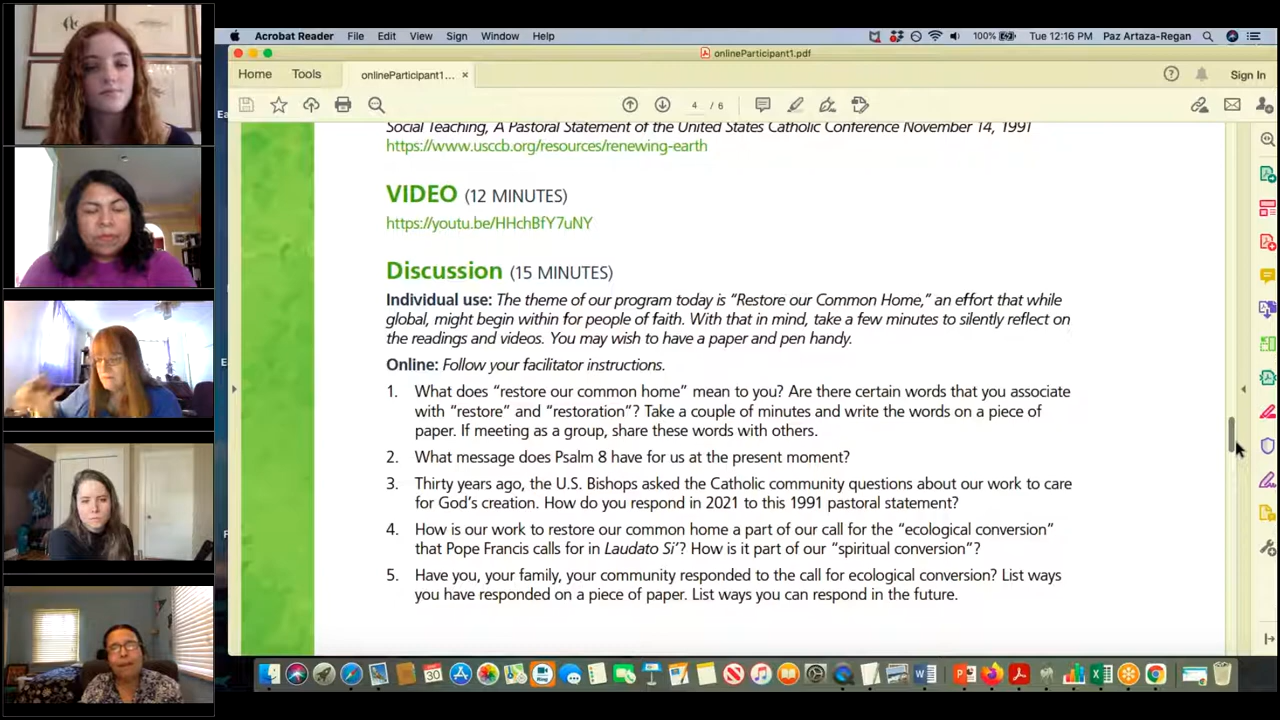 Acrobat Reader File Edit View Sign Window Help 100% Tue 12:16 PM Paz Artaza-Regan
onlineParticipant1.pdf
Home Tools onlineParticipant1... × Sign In
4 / 6
Social Teaching, A Pastoral Statement of the United States Catholic Conference November 14, 1991
https://www.usccb.org/resources/renewing-earth
VIDEO (12 MINUTES)
https://youtu.be/HHchBfY7uNY
Discussion (15 MINUTES)
Individual use: The theme of our program today is “Restore our Common Home,” an effort that while
global, might begin within for people of faith. With that in mind, take a few minutes to silently reflect on
the readings and videos. You may wish to have a paper and pen handy.
Online: Follow your facilitator instructions.
1. What does “restore our common home” mean to you? Are there certain words that you associate
with “restore” and “restoration”? Take a couple of minutes and write the words on a piece of
paper. If meeting as a group, share these words with others.
2. What message does Psalm 8 have for us at the present moment?
3. Thirty years ago, the U.S. Bishops asked the Catholic community questions about our work to care
for God’s creation. How do you respond in 2021 to this 1991 pastoral statement?
4. How is our work to restore our common home a part of our call for the “ecological conversion”
that Pope Francis calls for in Laudato Si’? How is it part of our “spiritual conversion”?
5. Have you, your family, your community responded to the call for ecological conversion? List ways
you have responded on a piece of paper. List ways you can respond in the future.
30